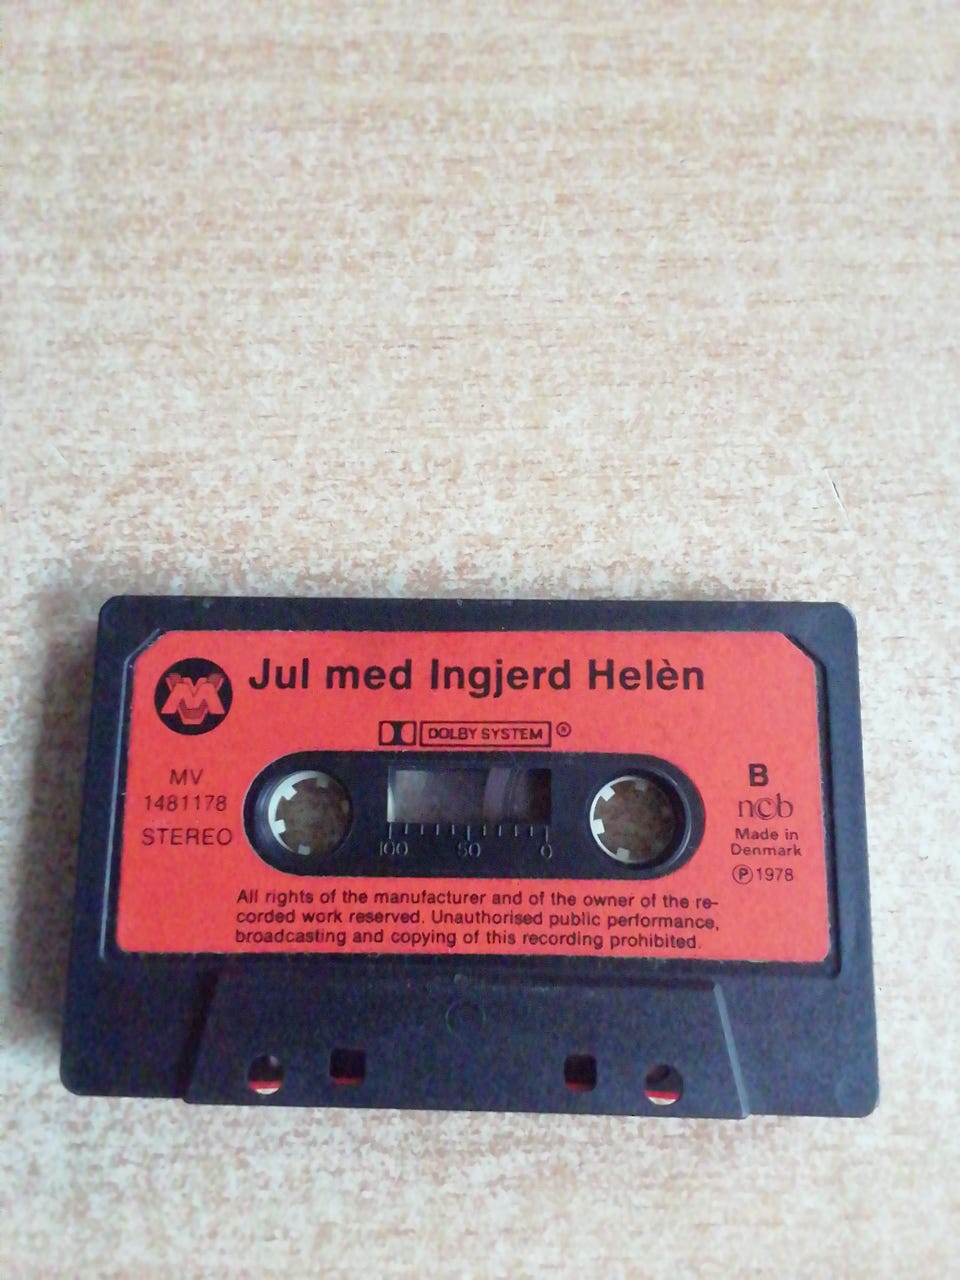 Jul med Ingjerd Helèn
DOLBY SYSTEM ®
MV
1481178
STEREO
B
ncb
Made in
Denmark
℗ 1978
100 50 0
All rights of the manufacturer and of the owner of the re-
corded work reserved. Unauthorised public performance,
broadcasting and copying of this recording prohibited.